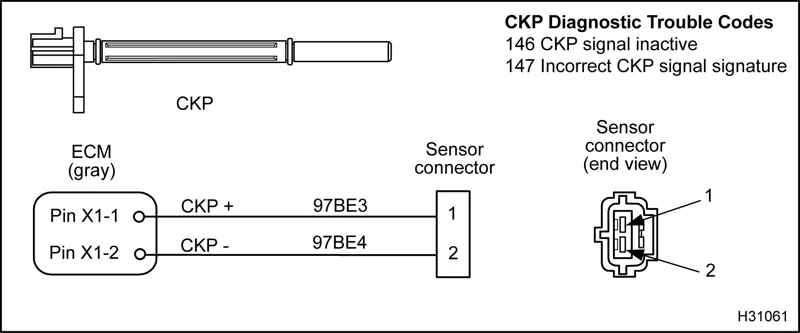 CKP Diagnostic Trouble Codes
146 CKP signal inactive
147 Incorrect CKP signal signature
CKP
ECM
(gray)
Sensor
connector
Sensor
connector
(end view)
Pin X1-1
CKP +
97BE3
1
Pin X1-2
CKP -
97BE4
2
1
2
H31061